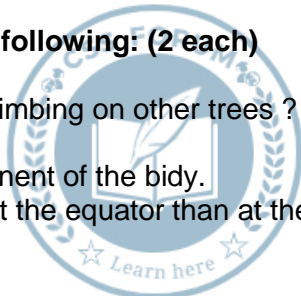 following: (2 each)
imbing on other trees ?
nent of the bidy.
t the equator than at the
Learn here